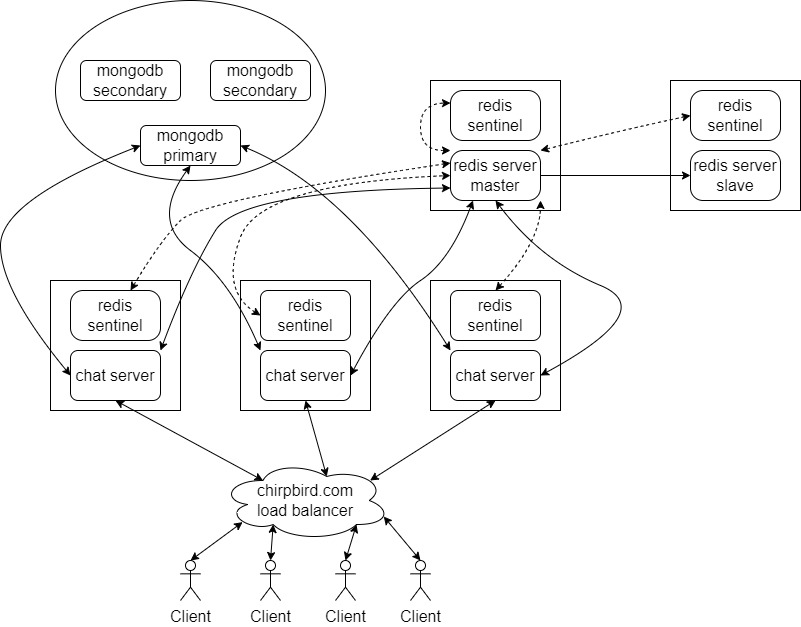 mongodb
secondary
mongodb
secondary
mongodb
primary
redis
sentinel
redis server
master
redis
sentinel
redis server
slave
redis
sentinel
chat server
redis
sentinel
chat server
redis
sentinel
chat server
chirpbird.com
load balancer
Client
Client
Client
Client